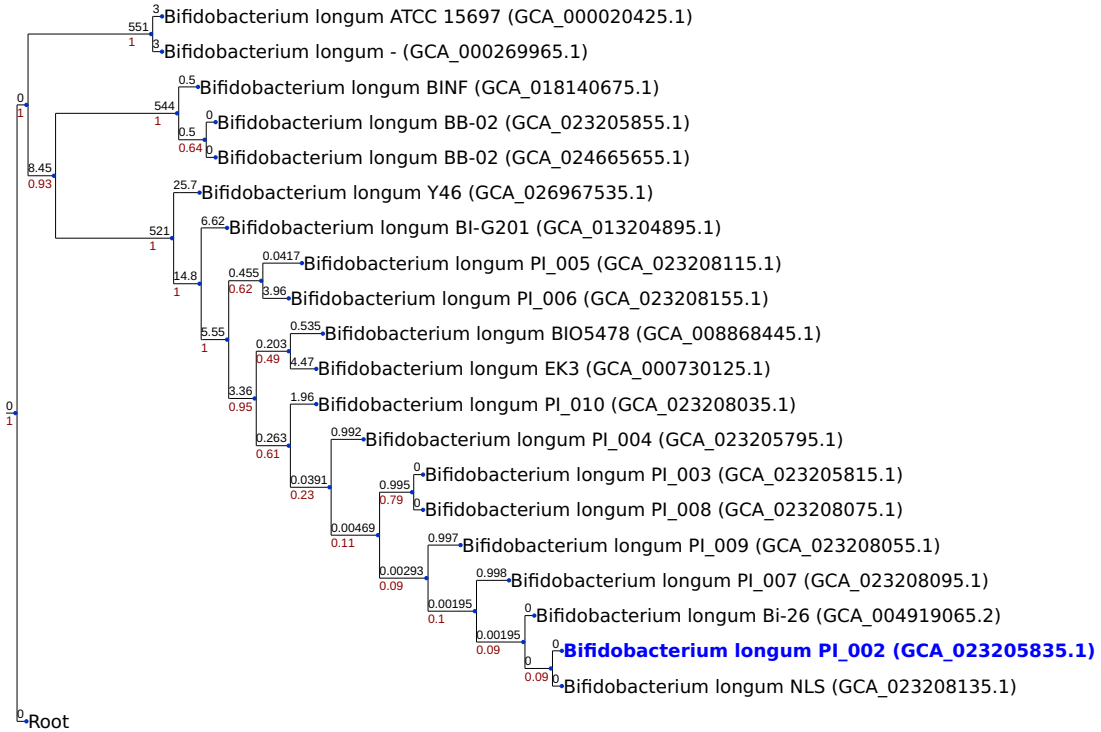 3
Bifidobacterium longum ATCC 15697 (GCA_000020425.1)
551
1
3
Bifidobacterium longum - (GCA_000269965.1)
0.5
Bifidobacterium longum BINF (GCA_018140675.1)
0
1
544
1
0
Bifidobacterium longum BB-02 (GCA_023205855.1)
0.5
0.64
0
Bifidobacterium longum BB-02 (GCA_024665655.1)
8.45
0.93
25.7
Bifidobacterium longum Y46 (GCA_026967535.1)
521
1
6.62
Bifidobacterium longum BI-G201 (GCA_013204895.1)
14.8
1
0.0417
Bifidobacterium longum PI_005 (GCA_023208115.1)
0.455
0.62
3.96
Bifidobacterium longum PI_006 (GCA_023208155.1)
5.55
1
0.535
Bifidobacterium longum BIO5478 (GCA_008868445.1)
0.203
0.49
4.47
Bifidobacterium longum EK3 (GCA_000730125.1)
3.36
0.95
1.96
Bifidobacterium longum PI_010 (GCA_023208035.1)
0
1
0.263
0.61
0.992
Bifidobacterium longum PI_004 (GCA_023205795.1)
0.0391
0.23
0
Bifidobacterium longum PI_003 (GCA_023205815.1)
0.995
0.79
0
Bifidobacterium longum PI_008 (GCA_023208075.1)
0.00469
0.11
0.997
Bifidobacterium longum PI_009 (GCA_023208055.1)
0.00293
0.09
0.998
Bifidobacterium longum PI_007 (GCA_023208095.1)
0.00195
0.1
0
Bifidobacterium longum Bi-26 (GCA_004919065.2)
0.00195
0.09
0
Bifidobacterium longum PI_002 (GCA_023205835.1)
0
0.09
0
Bifidobacterium longum NLS (GCA_023208135.1)
0
Root